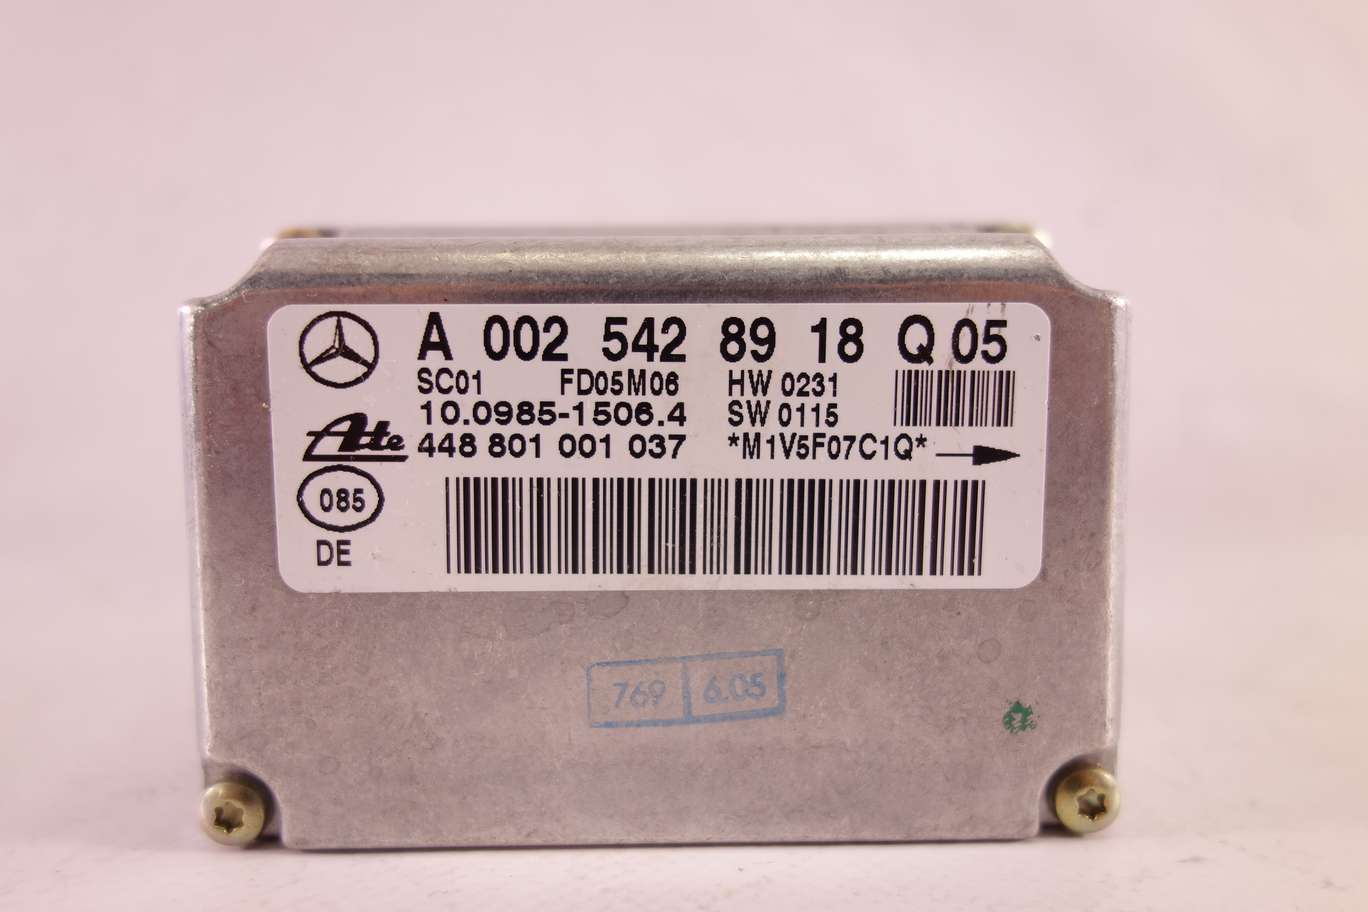 A 002 542 89 18 Q 05
SC01 FD05M06 HW 0231
10.0985-1506.4 SW 0115
Ate 448 801 001 037 *M1V5F07C1Q*
085
DE
769 6.05